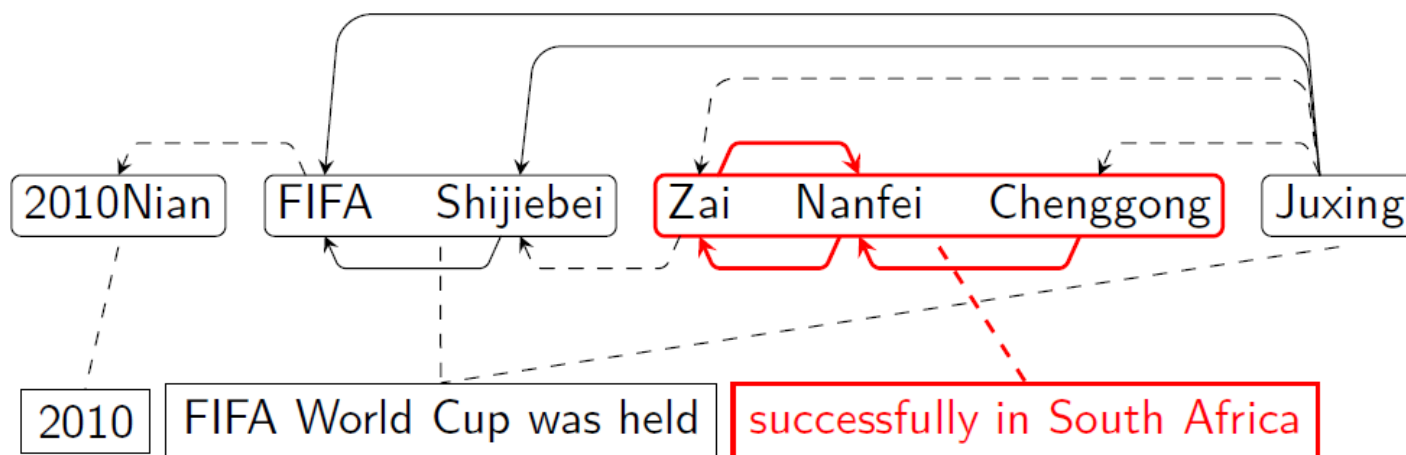 2010Nian FIFA Shijiebei Zai Nanfei Chenggong Juxing
2010 FIFA World Cup was held successfully in South Africa